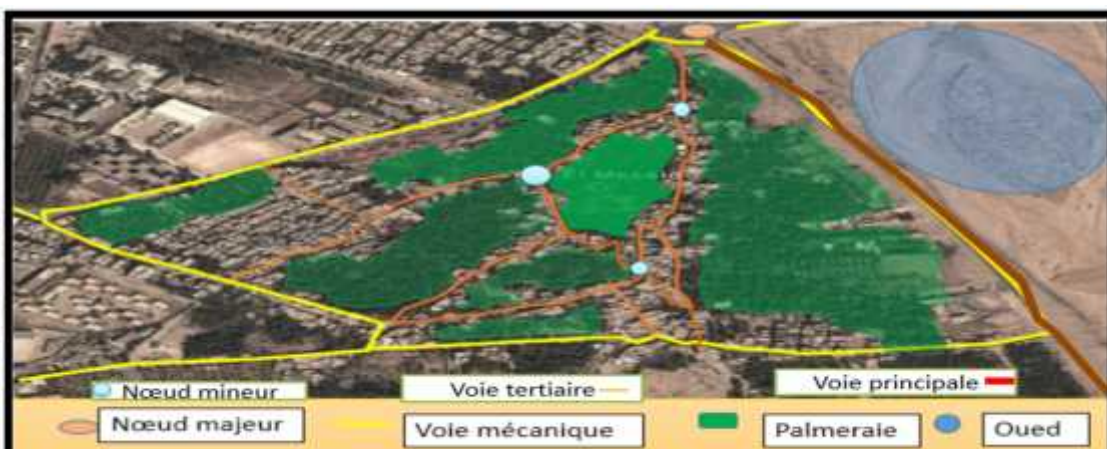 Nœud mineur
Voie tertiaire
Voie principale
Nœud majeur
Voie mécanique
Palmeraie
Oued